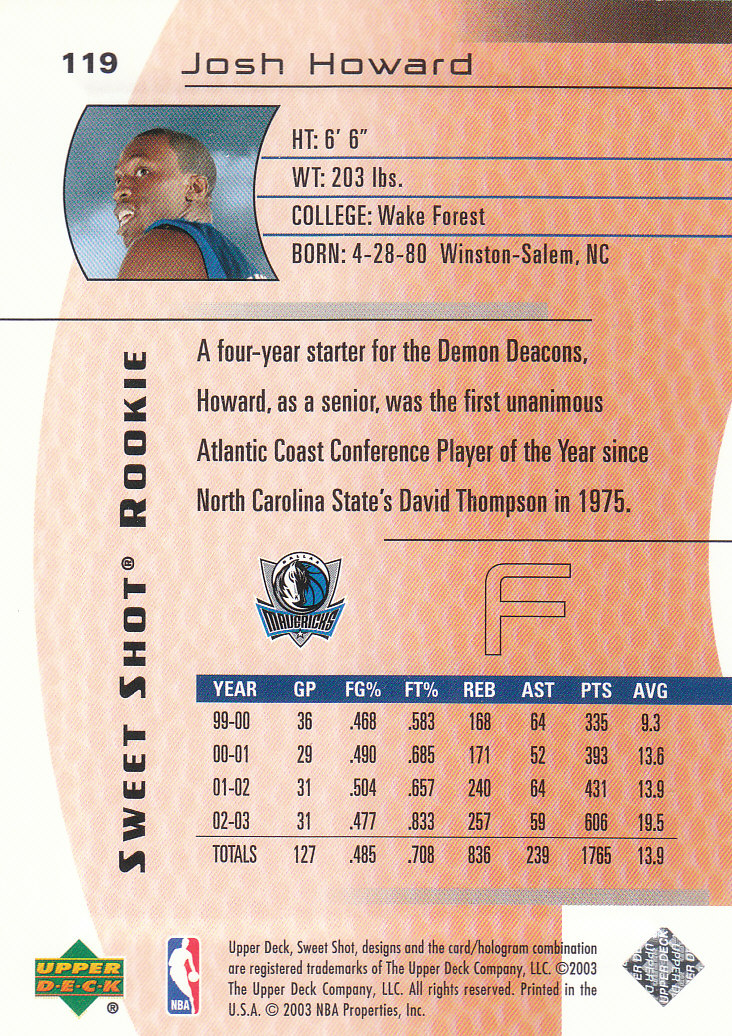 119 Josh Howard
HT: 6' 6"
WT: 203 lbs.
COLLEGE: Wake Forest
BORN: 4-28-80 Winston-Salem, NC
SWEET SHOT® ROOKIE
A four-year starter for the Demon Deacons,
Howard, as a senior, was the first unanimous
Atlantic Coast Conference Player of the Year since
North Carolina State's David Thompson in 1975.
DALLAS
MAVERICKS
F
YEAR GP FG% FT% REB AST PTS AVG
99-00 36 .468 .583 168 64 335 9.3
00-01 29 .490 .685 171 52 393 13.6
01-02 31 .504 .657 240 64 431 13.9
02-03 31 .477 .833 257 59 606 19.5
TOTALS 127 .485 .708 836 239 1765 13.9
UPPER
D·E·C·K
®
NBA
Upper Deck, Sweet Shot, designs and the card/hologram combination
are registered trademarks of The Upper Deck Company, LLC. ©2003
The Upper Deck Company, LLC. All rights reserved. Printed in the
U.S.A. © 2003 NBA Properties, Inc.
UPPER DECK